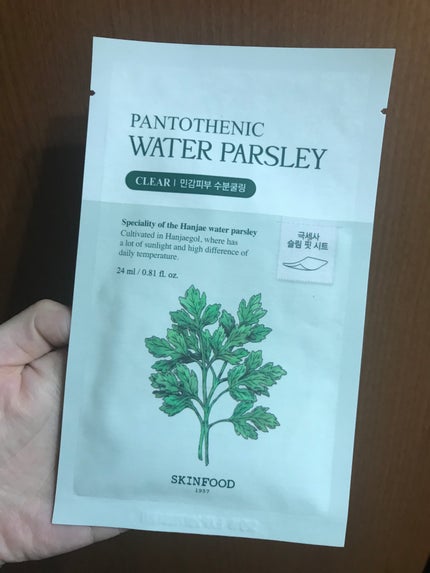 PANTOTHENIC
WATER PARSLEY
CLEAR | 민감피부 수분쿨링
Speciality of the Hanjae water parsley
Cultivated in Hanjaegol, where has
a lot of sunlight and high difference of
daily temperature.
24 ml / 0.81 fl. oz.
극세사
슬림 핏 시트
SKINFOOD
1957